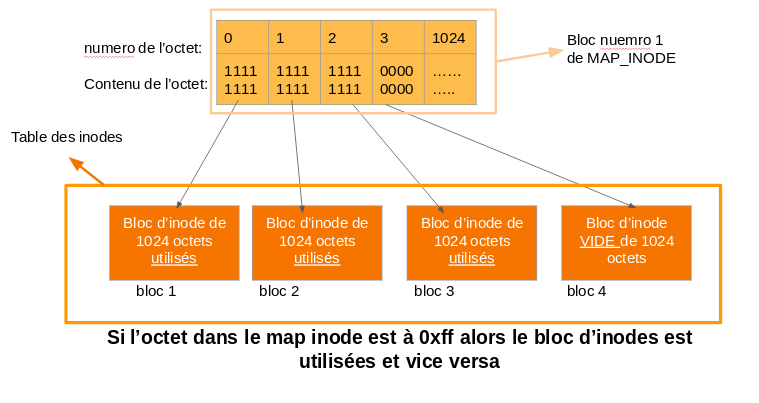 numero de l'octet:
0 1 2 3 1024
Bloc nuemro 1
de MAP_INODE
Contenu de l'octet:
1111 1111 1111 0000 ......
1111 1111 1111 0000 .....
Table des inodes
Bloc d'inode de
1024 octets
utilisés
Bloc d'inode de
1024 octets
utilisés
Bloc d'inode de
1024 octets
utilisés
Bloc d'inode
VIDE de 1024
octets
bloc 1
bloc 2
bloc 3
bloc 4
Si l'octet dans le map inode est à 0xff alors le bloc d'inodes est
utilisées et vice versa